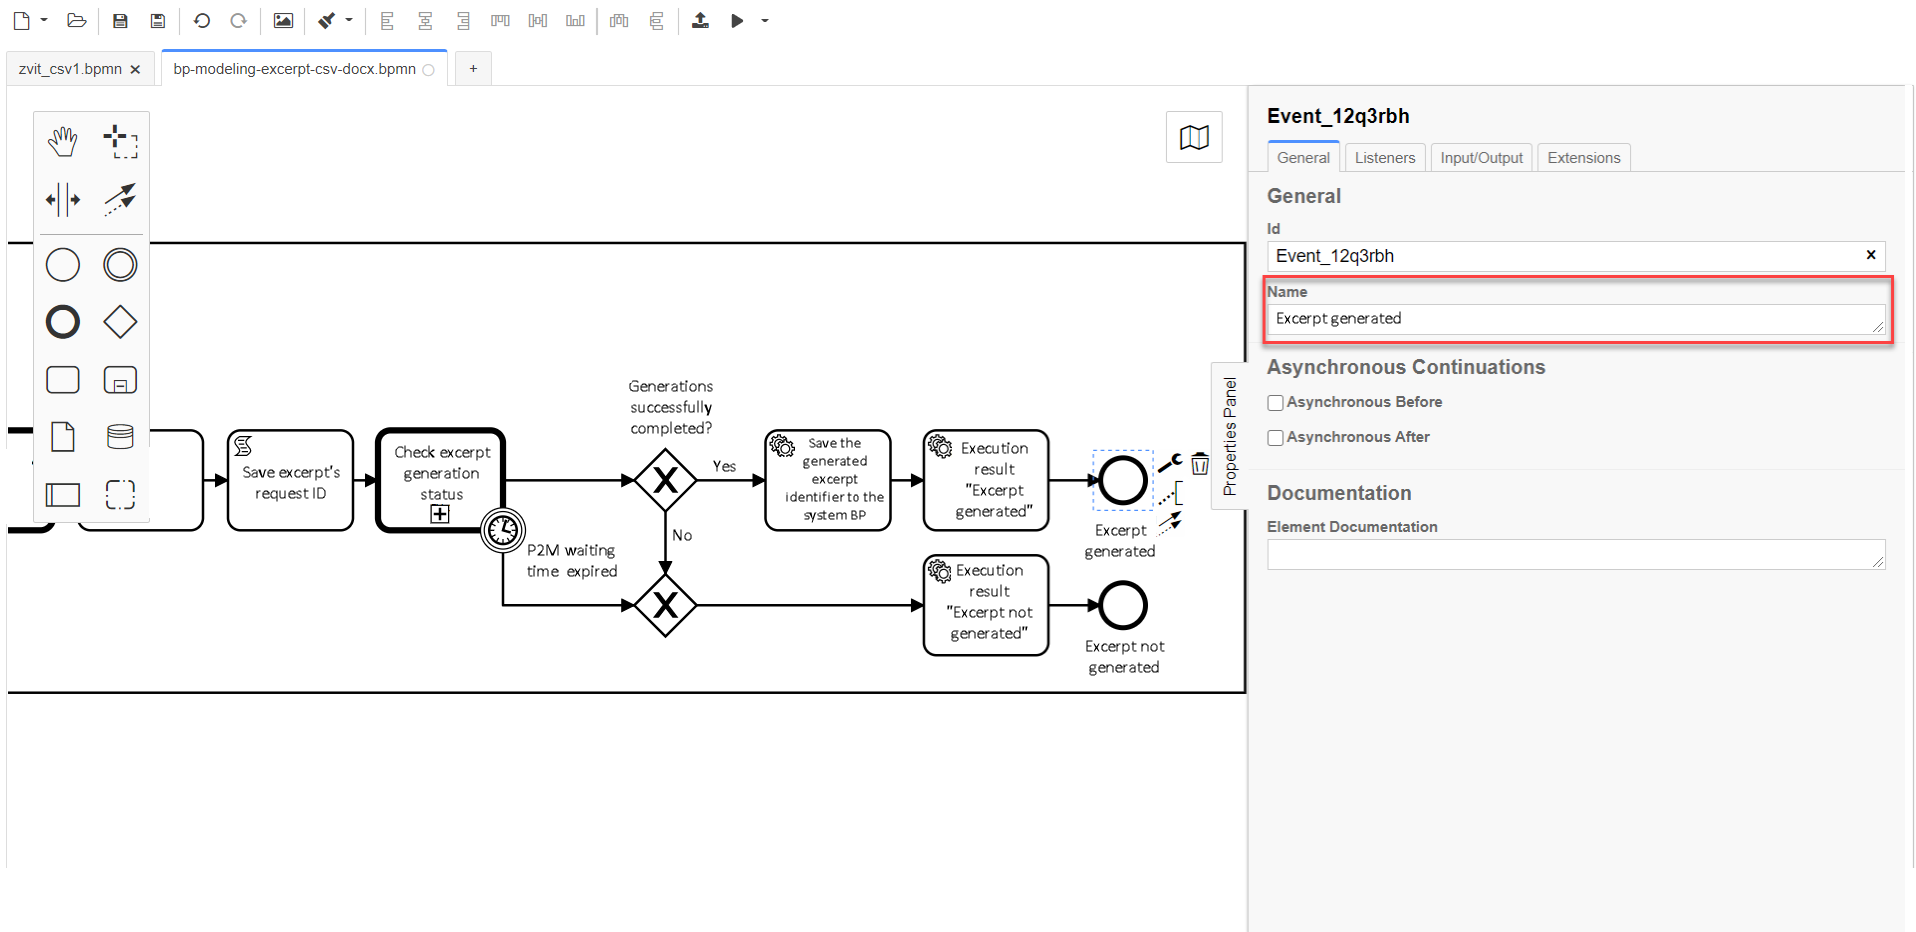 zvit_csv1.bpmn
bp-modeling-excerpt-csv-docx.bpmn
+
Event_12q3rbh
General
Listeners
Input/Output
Extensions
General
Id
Event_12q3rbh
Name
Excerpt generated
Asynchronous Continuations
Asynchronous Before
Asynchronous After
Documentation
Element Documentation
Properties Panel
Save excerpt's
request ID
Check excerpt
generation
status
P2M waiting
time expired
Generations
successfully
completed?
Yes
No
Save the
generated
excerpt
identifier to the
system BP
Execution
result
"Excerpt
generated"
Excerpt
generated
Execution
result
"Excerpt not
generated"
Excerpt not
generated